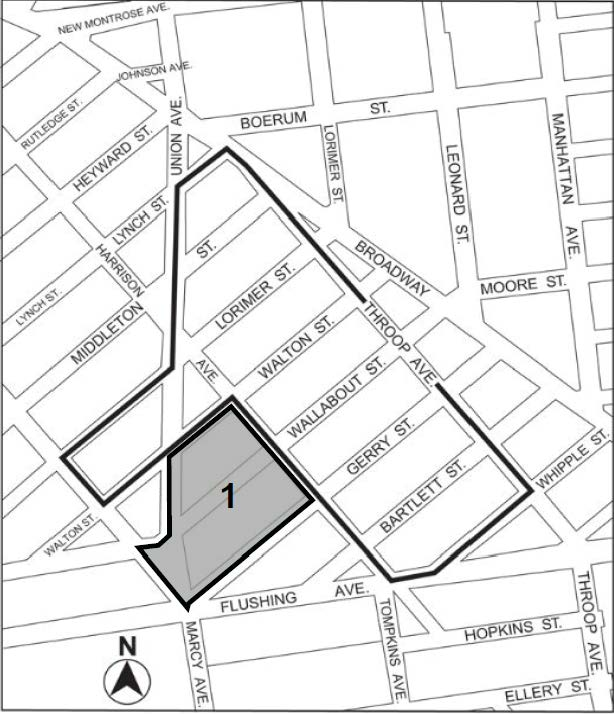 NEW MONTROSE AVE.
JOHNSON AVE.
RUTLEDGE ST.
HEYWARD ST.
UNION AVE.
BOERUM ST.
LORIMER ST.
LEONARD ST.
MANHATTAN AVE.
LYNCH ST.
HARRISON AVE.
LYNCH ST.
MIDDLETON ST.
LORIMER ST.
BROADWAY
MOORE ST.
WALTON ST.
THROOP AVE.
WALLABOUT ST.
GERRY ST.
BARTLETT ST.
WHIPPLE ST.
1
WALTON ST.
FLUSHING AVE.
MARCY AVE.
TOMPKINS AVE.
HOPKINS ST.
THROOP AVE.
ELLERY ST.
N